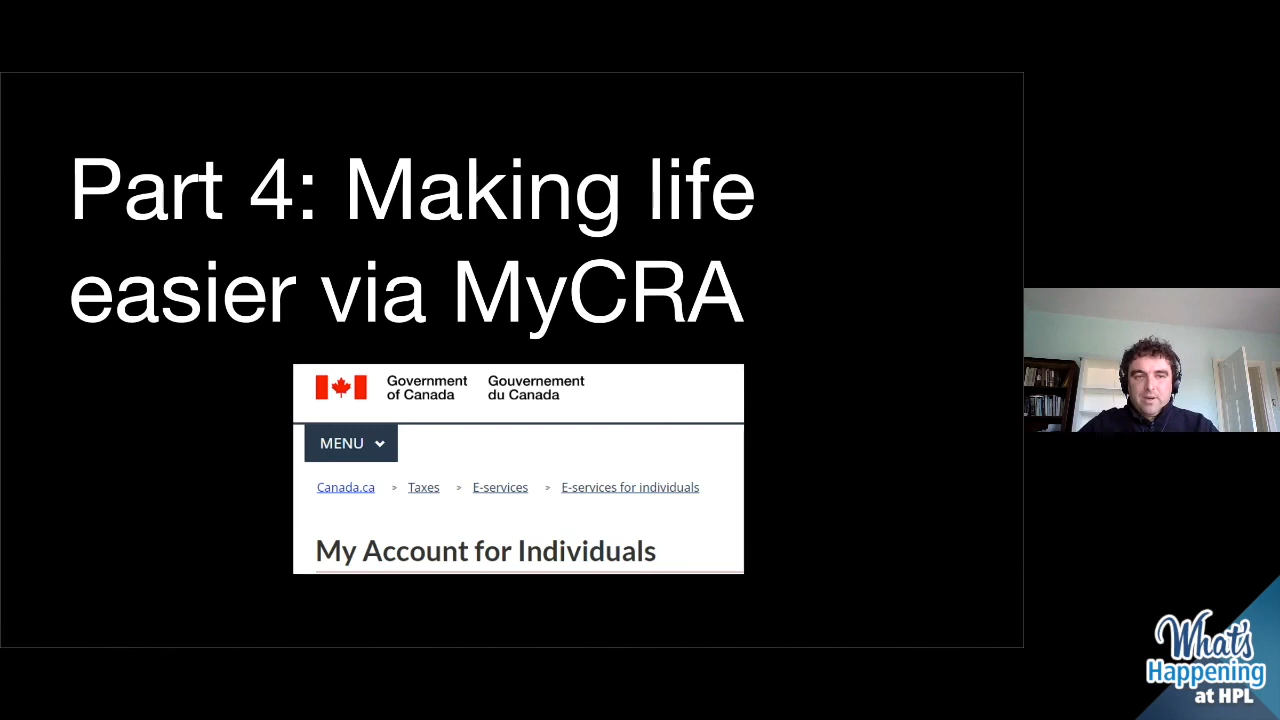 Part 4: Making life
easier via MyCRA
Government of Canada
Gouvernement du Canada
MENU
Canada.ca > Taxes > E-services > E-services for individuals
My Account for Individuals
What's
Happening
at HPL